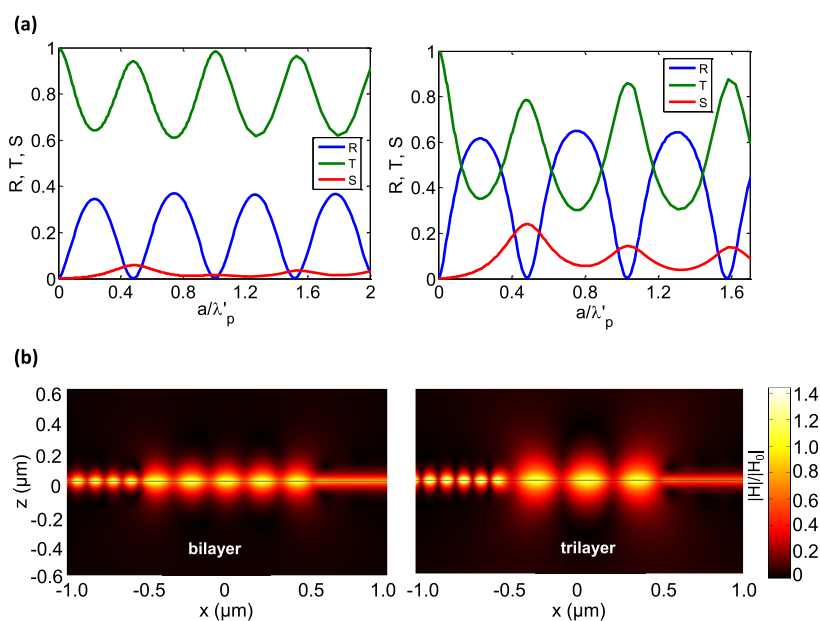 (a)
1
0.8
0.6
0.4
0.2
0
R, T, S
R
T
S
0 0.4 0.8 1.2 1.6 2
a/λ'p
1
0.8
0.6
0.4
0.2
0
R, T, S
R
T
S
0 0.4 0.8 1.2 1.6
a/λ'p
(b)
0.6
0.4
0.2
0
-0.2
-0.4
-0.6
z (µm)
bilayer
-1.0 -0.5 0 0.5 1.0
x (µm)
trilayer
-1.0 -0.5 0 0.5 1.0
x (µm)
|H|/|H0|
1.4
1.2
1.0
0.8
0.6
0.4
0.2
0